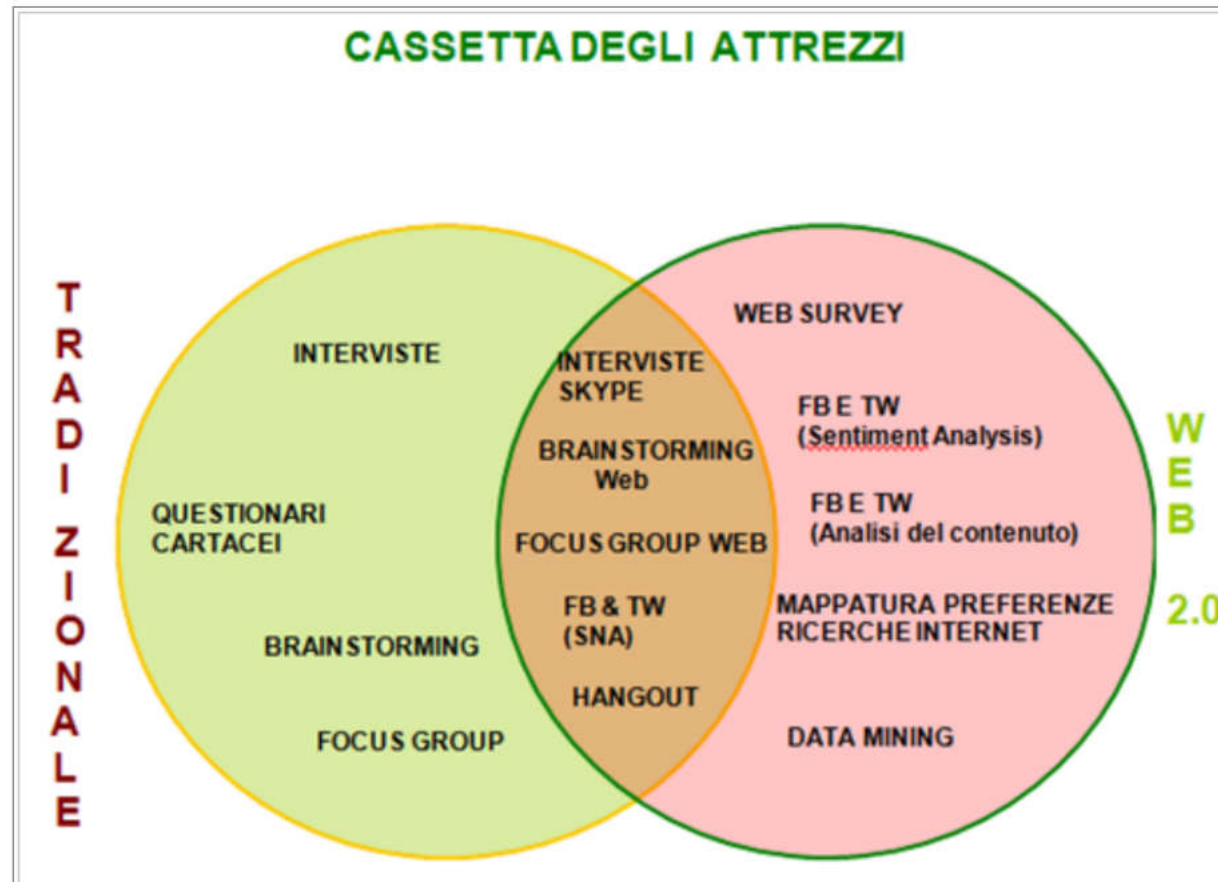 CASSETTA DEGLI ATTREZZI
TRADIZIONALE
INTERVISTE
QUESTIONARI
CARTACEI
BRAINSTORMING
FOCUS GROUP
INTERVISTE
SKYPE
BRAINSTORMING
Web
FOCUS GROUP WEB
FB & TW
(SNA)
HANGOUT
WEB SURVEY
FB E TW
(Sentiment Analysis)
FB E TW
(Analisi del contenuto)
MAPPATURA PREFERENZE
RICERCHE INTERNET
DATA MINING
WEB
2.0